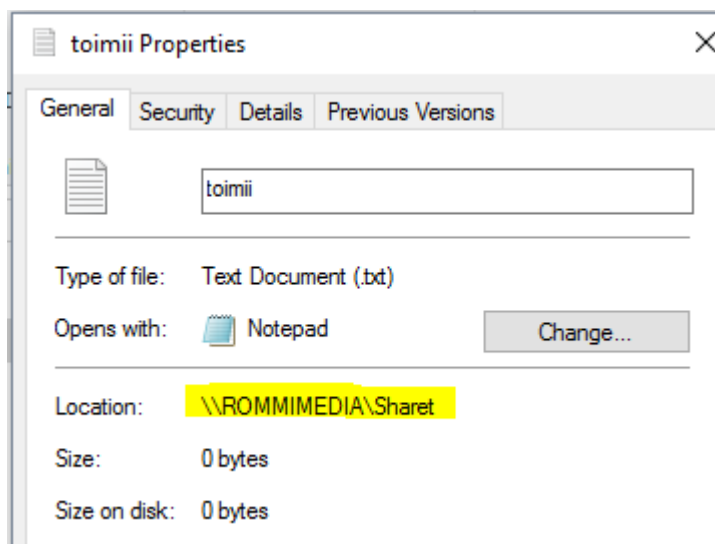 toimii Properties
General Security Details Previous Versions
toimii
Type of file: Text Document (.txt)
Opens with: Notepad Change...
Location: \\ROMMIMEDIA\Sharet
Size: 0 bytes
Size on disk: 0 bytes